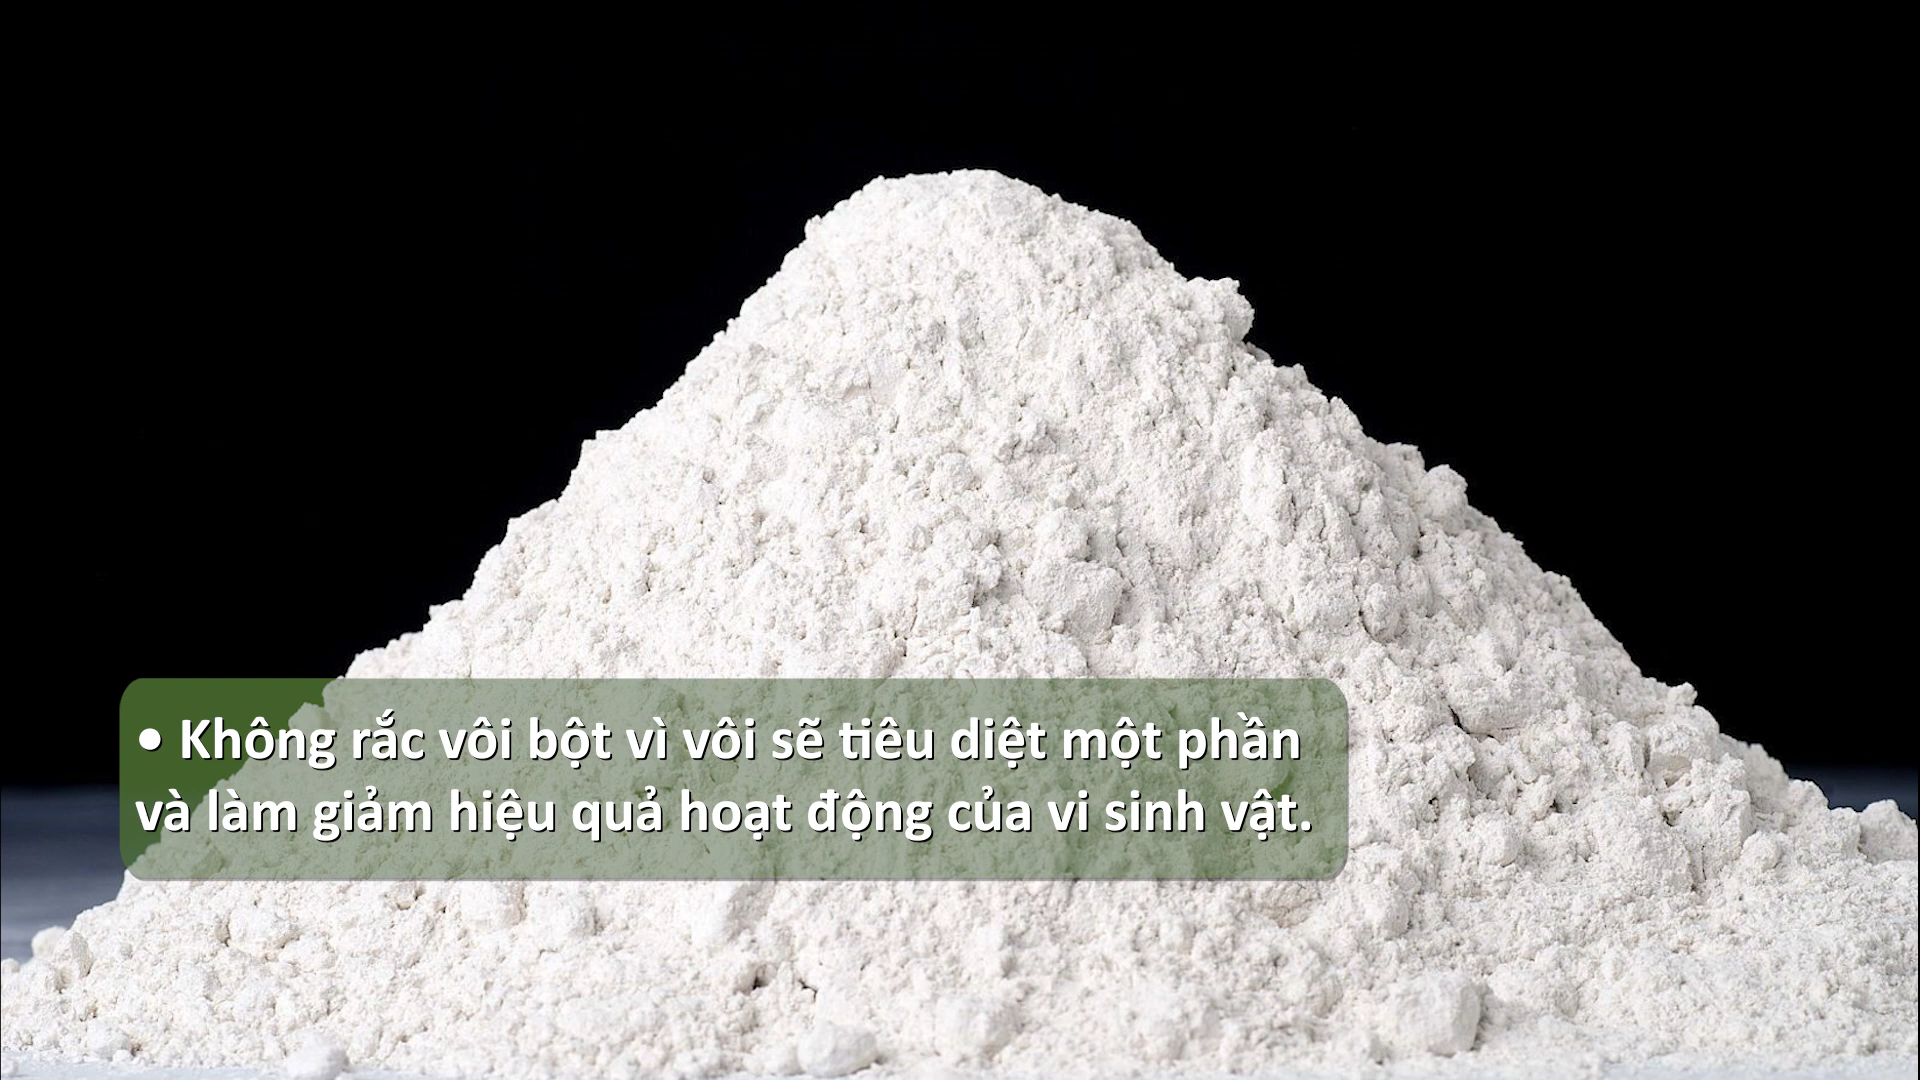 • Không rắc vôi bột vì vôi sẽ tiêu diệt một phần
và làm giảm hiệu quả hoạt động của vi sinh vật.